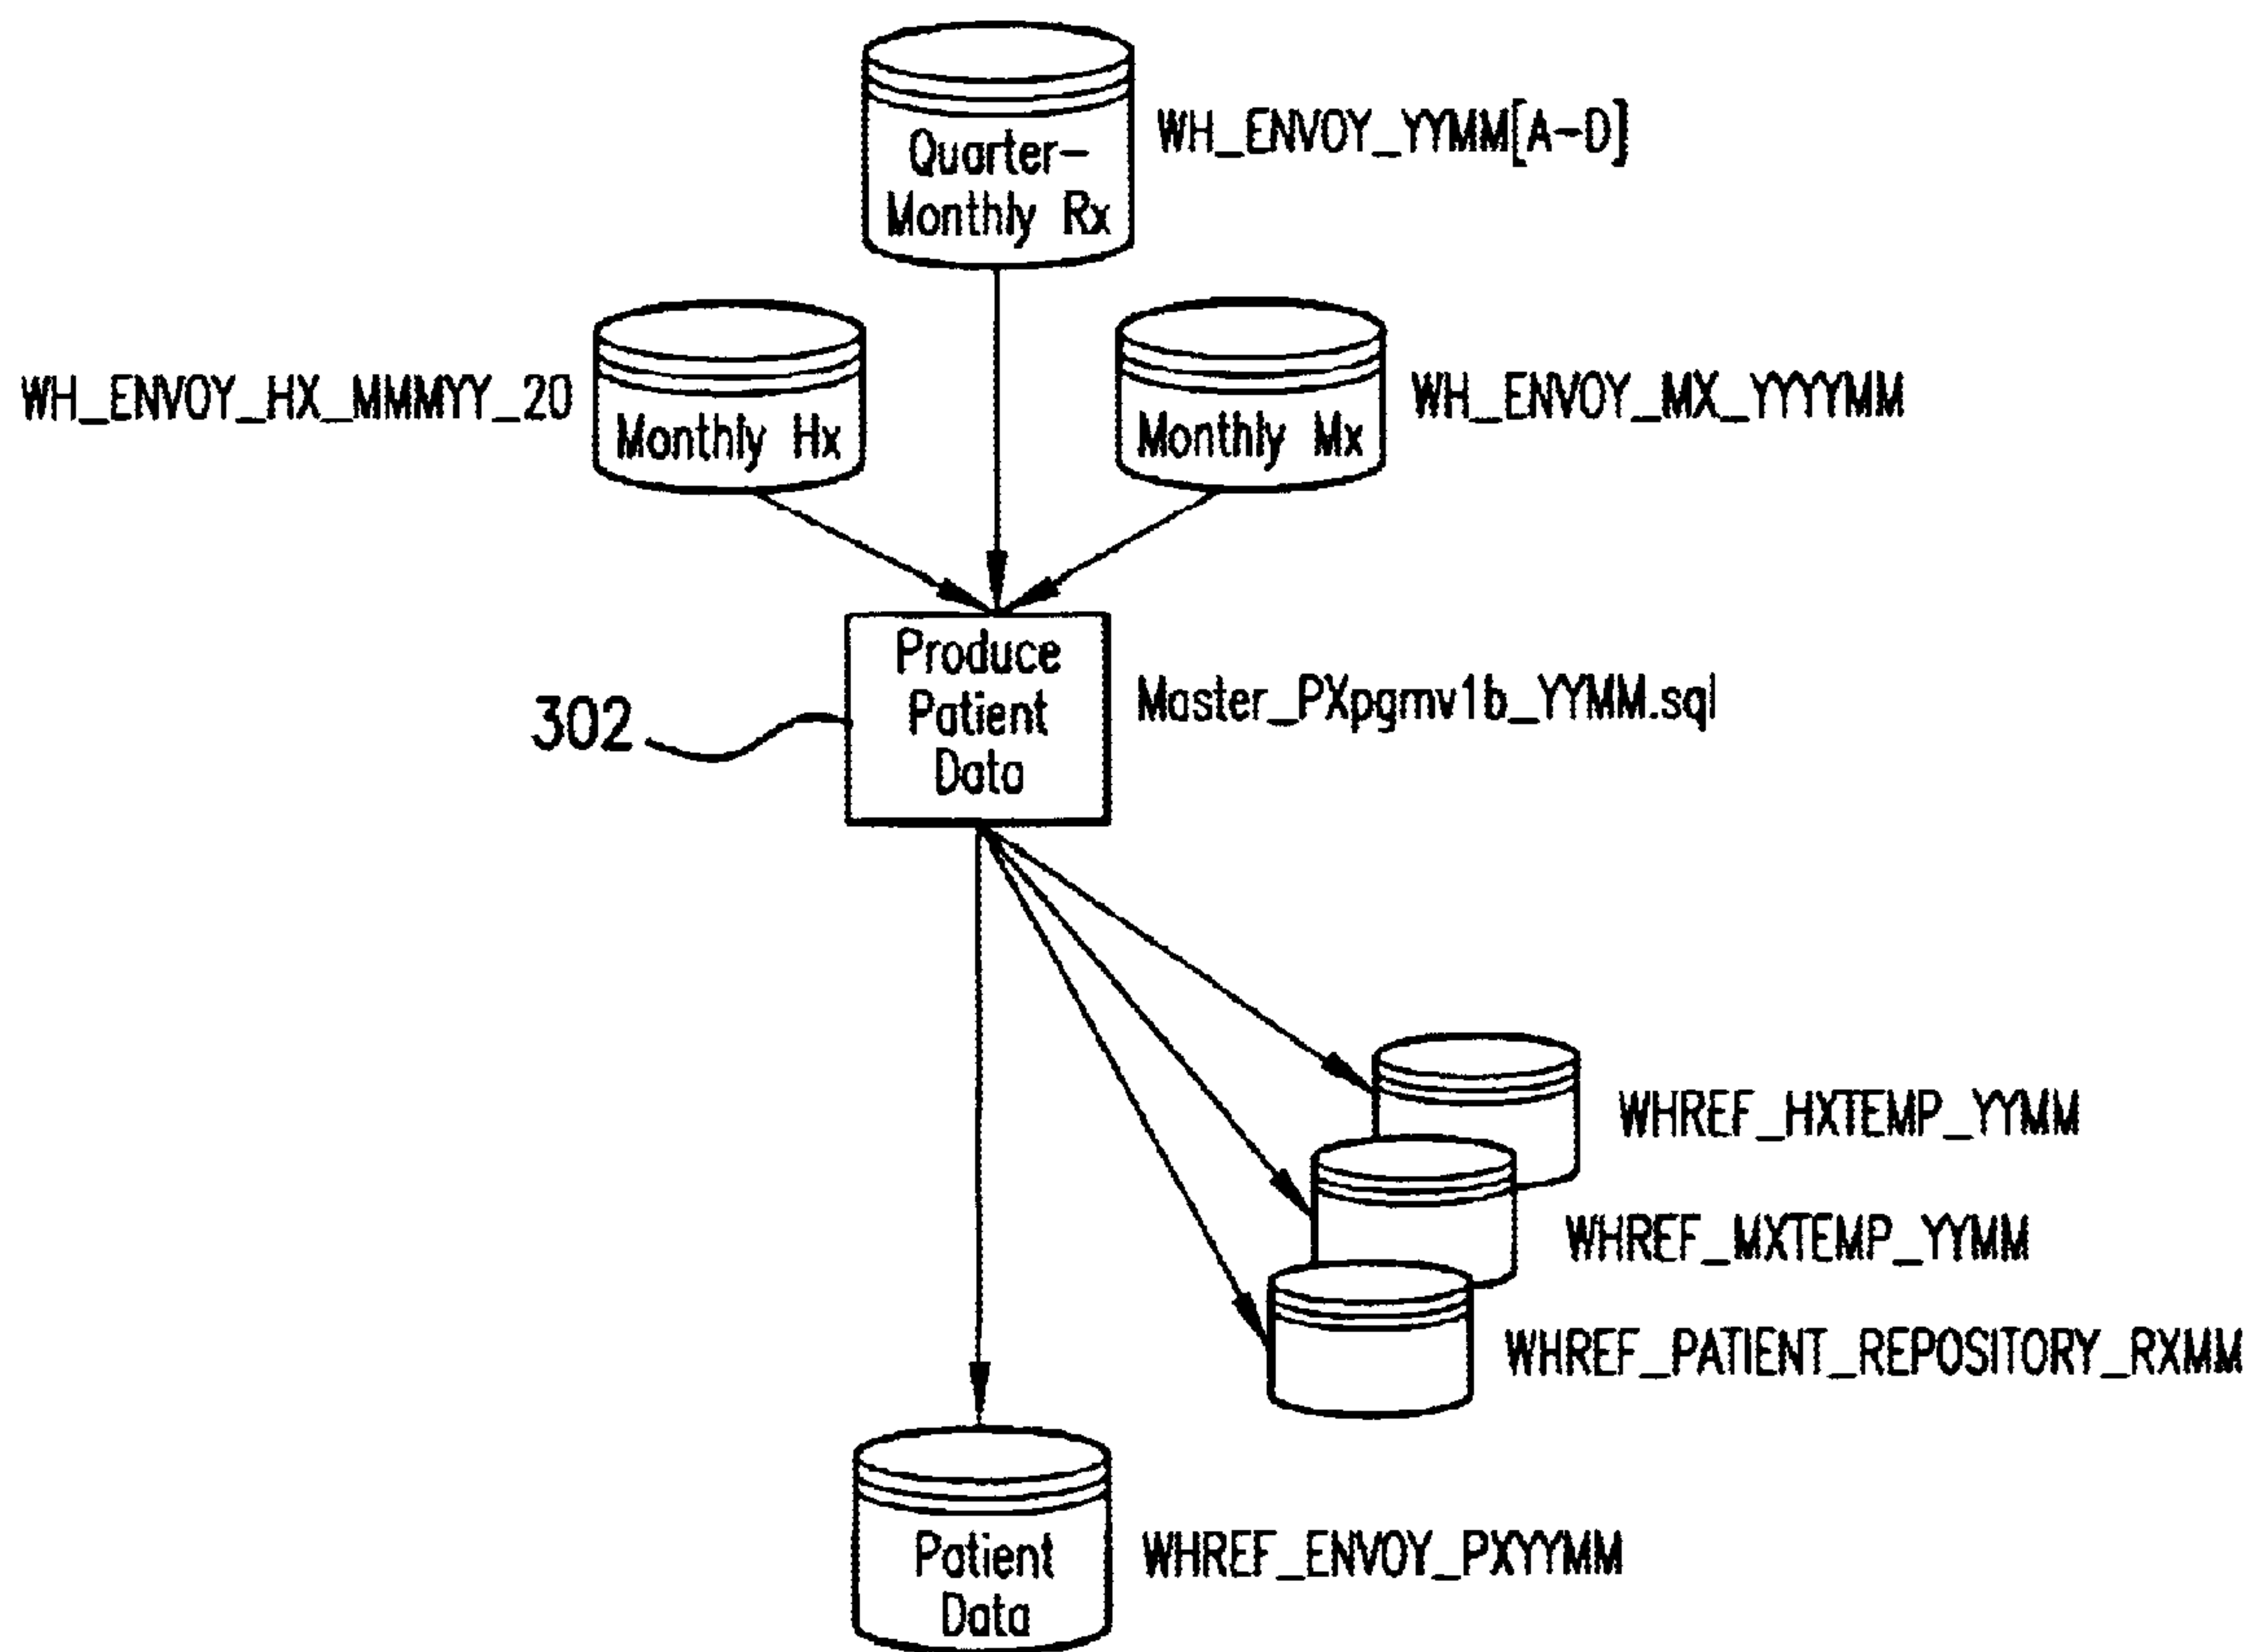 Quarter-
Monthly Rx
WH_ENVOY_YYMM[A-D]
WH_ENVOY_HX_MMMYY_20
Monthly Hx
Monthly Mx
WH_ENVOY_MX_YYYYMM
Produce
Patient
Data
302
Master_PXpgmv1b_YYMM.sql
WHREF_HXTEMP_YYMM
WHREF_MXTEMP_YYMM
WHREF_PATIENT_REPOSITORY_RXMM
Patient
Data
WHREF_ENVOY_PXYYMM